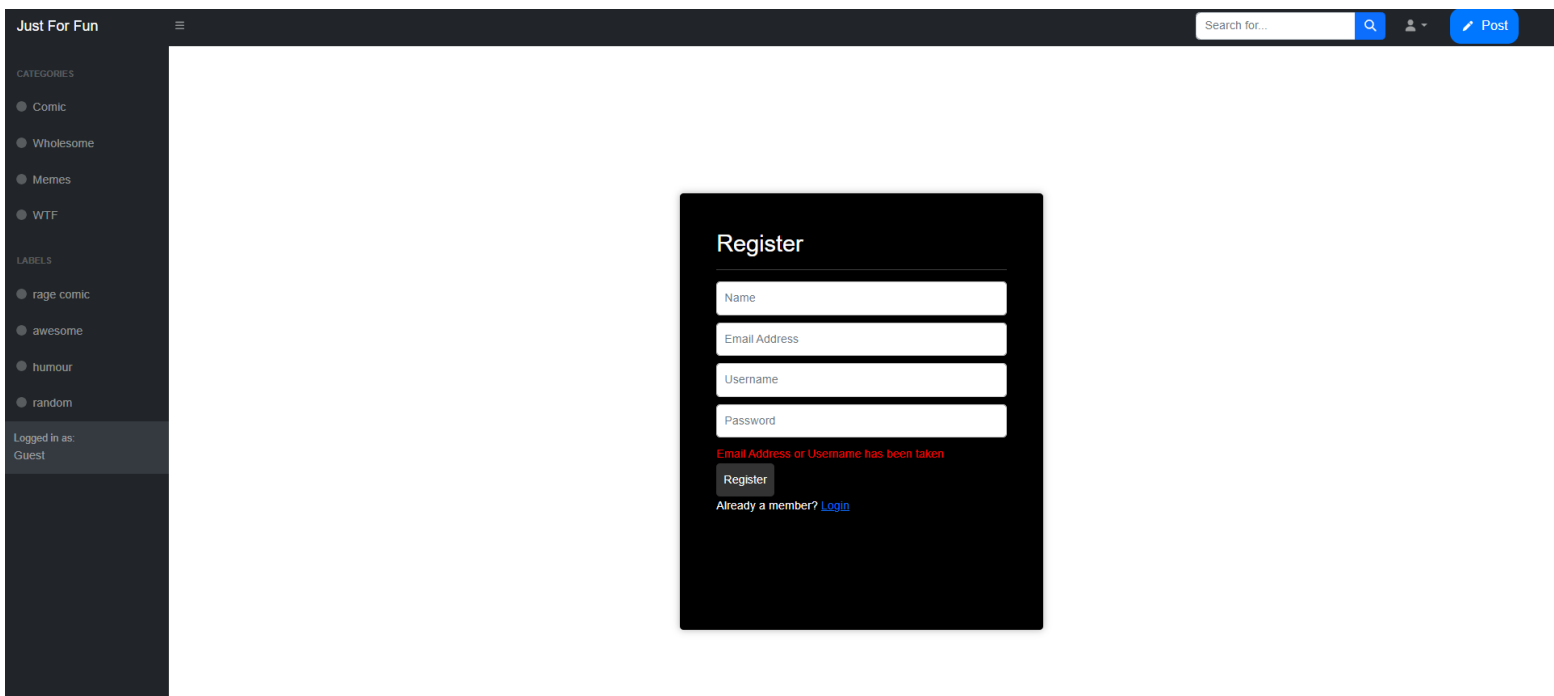 Just For Fun
Search for...
Post
CATEGORIES
Comic
Wholesome
Memes
WTF
LABELS
rage comic
awesome
humour
random
Logged in as:
Guest
Register
Name
Email Address
Username
Password
Email Address or Username has been taken
Register
Already a member? Login